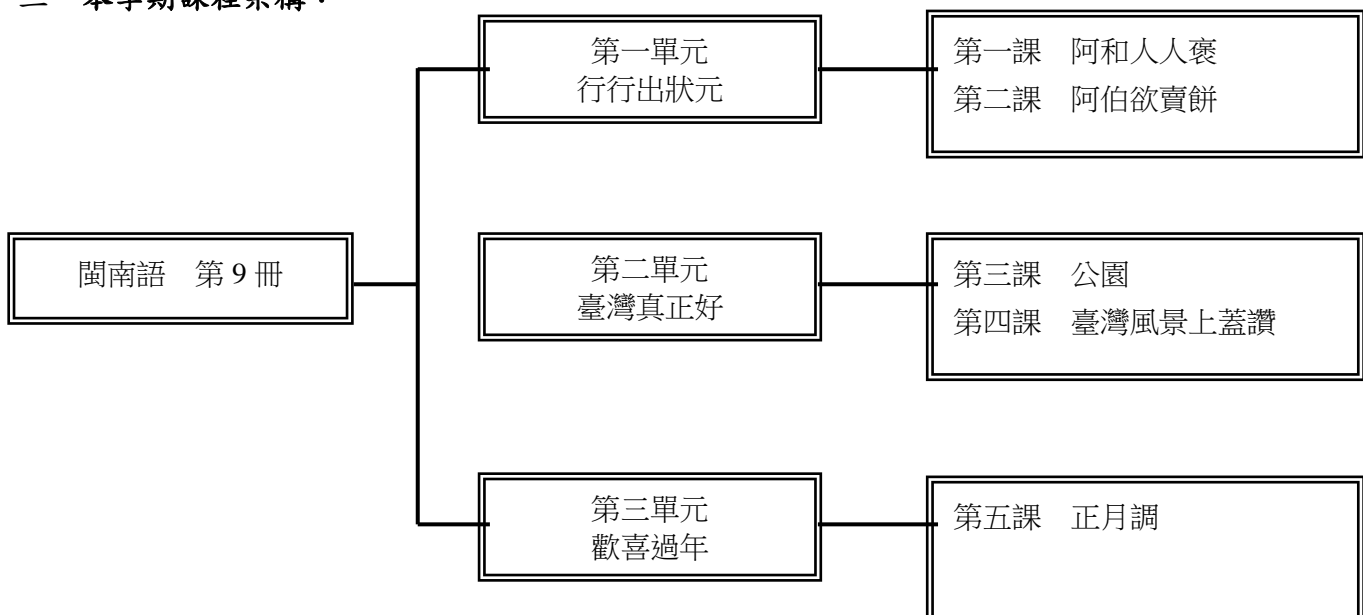 本學期課程架構：
閩南語　第 9 冊
第一單元
行行出狀元
第一課　阿和人人褒
第二課　阿伯欲賣餅
第二單元
臺灣真正好
第三課　公園
第四課　臺灣風景上蓋讚
第三單元
歡喜過年
第五課　正月調